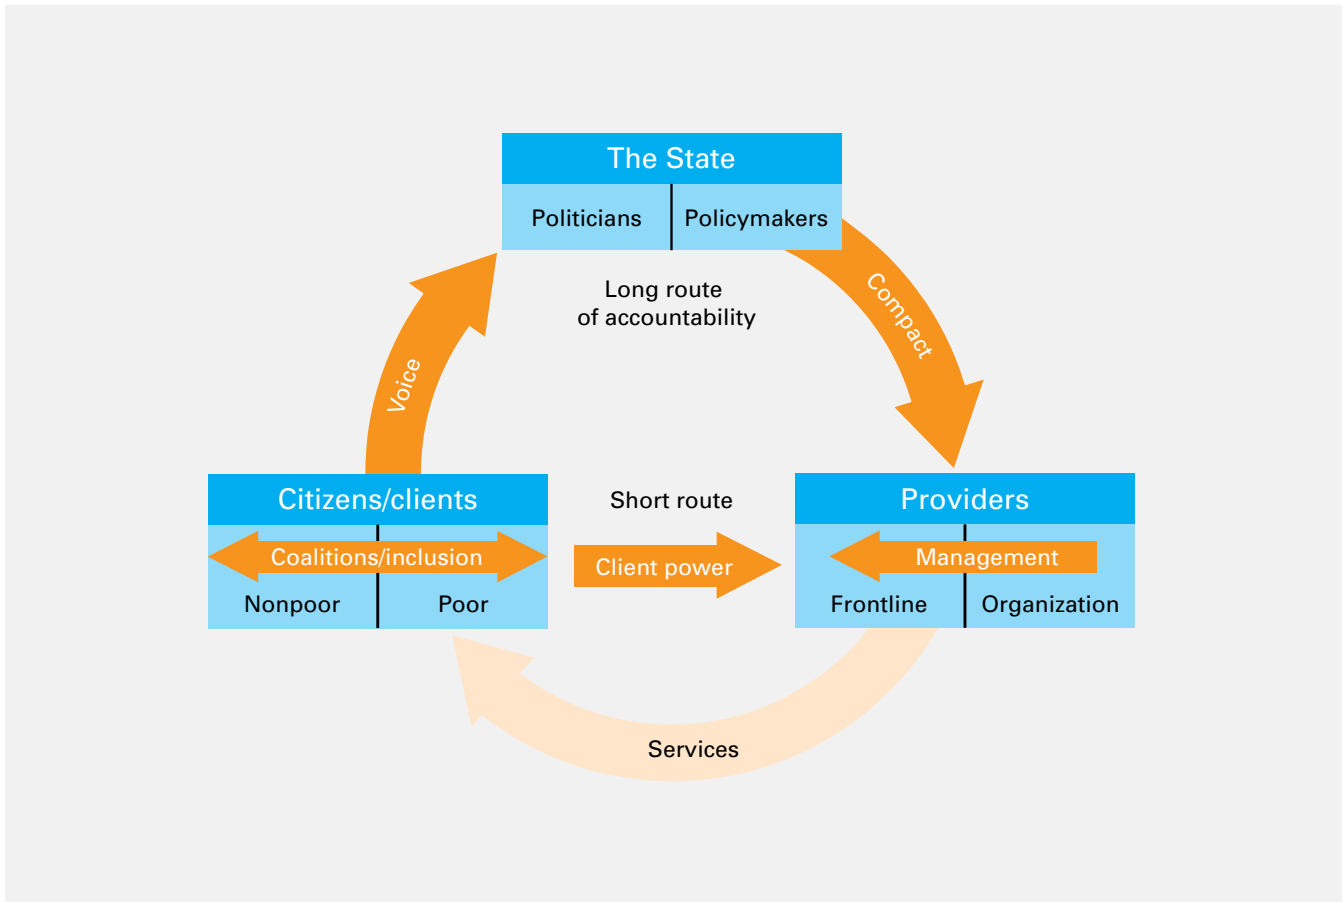 The State
Politicians
Policymakers
Long route
of accountability
Compact
Voice
Citizens/clients
Coalitions/inclusion
Nonpoor
Poor
Short route
Client power
Providers
Management
Frontline
Organization
Services